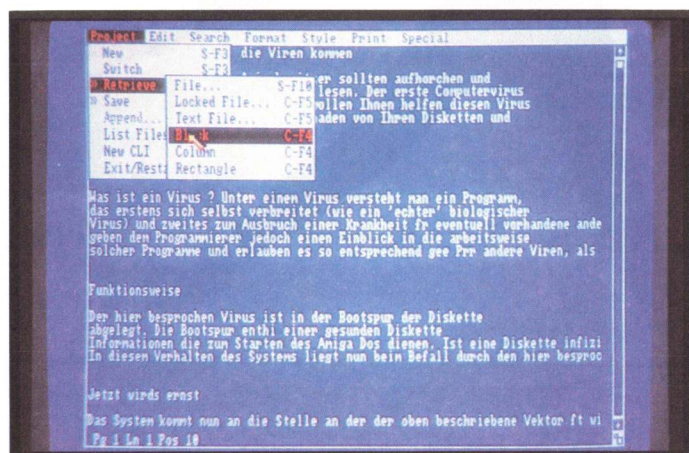 Project Edit Search Format Style Print Special
New S-F3
Switch S-F3
» Retrieve
» Save
Append...
List Files
New CLI
Exit/Resta
File... S-F10
Locked File... C-F5
Text File... C-F5
C-F4
Column C-F4
Rectangle C-F4
die Viren kommen
er sollten aufhorchen und
lesen. Der erste Computervirus
wollen Ihnen helfen diesen Virus
aden von Ihren Disketten und
Was ist ein Virus ? Unter einem Virus versteht man ein Programm,
das erstens sich selbst verbreitet (wie ein 'echter' biologischer
Virus) und zweites zum Ausbruch einer Krankheit fr eventuell vorhandene ande
geben dem Programmierer jedoch einen Einblick in die arbeitsweise
solcher Programme und erlauben es so entsprechend gee Prr andere Viren, als
Funktionsweise
Der hier besprochen Virus ist in der Bootspur der Diskette
abgelegt. Die Bootspur enthi einer gesunden Diskette
Informationen die zum Starten des Amiga Dos dienen. Ist eine Diskette infizi
In diesem Verhalten des Systems liegt nun beim Befall durch den hier besproc
Jetzt wirds ernst
Das System kommt nun an die Stelle an der der oben beschriebene Vektor ft wi
Pg 1 Ln 1 Pos 10